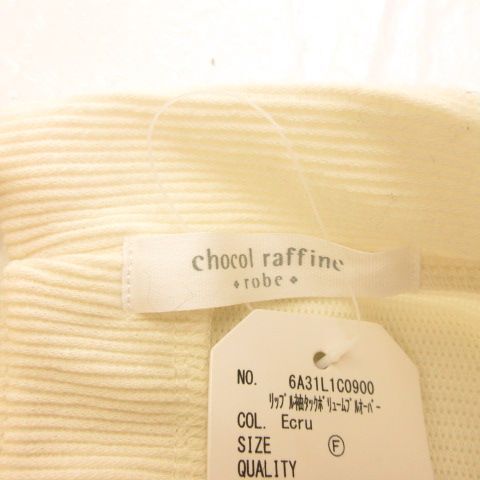 chocol raffine
robe
NO. 6A31L1C0900
リップル袖タックボリュームプルオーバー
COL. Ecru
SIZE F
QUALITY